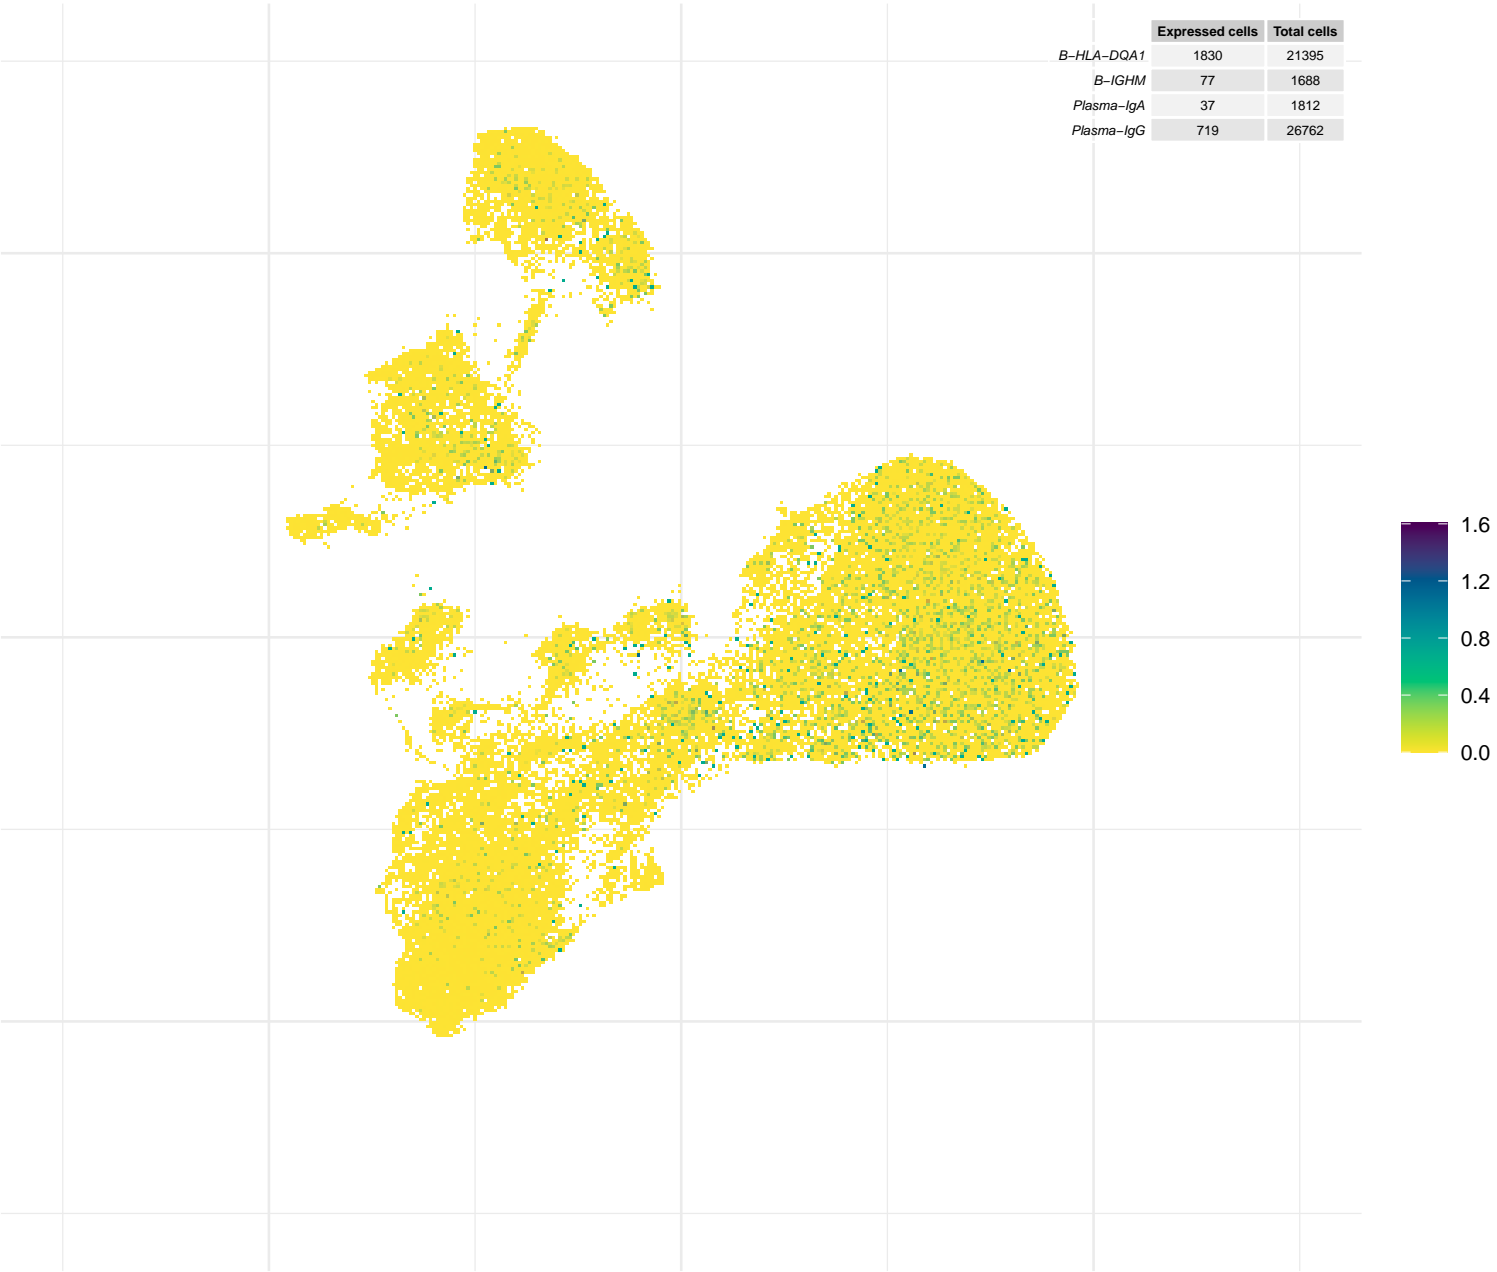 Expressed cells Total cells
B−HLA−DQA1 1830 21395
B−IGHM 77 1688
Plasma−IgA 37 1812
Plasma−IgG 719 26762
1.6
1.2
0.8
0.4
0.0